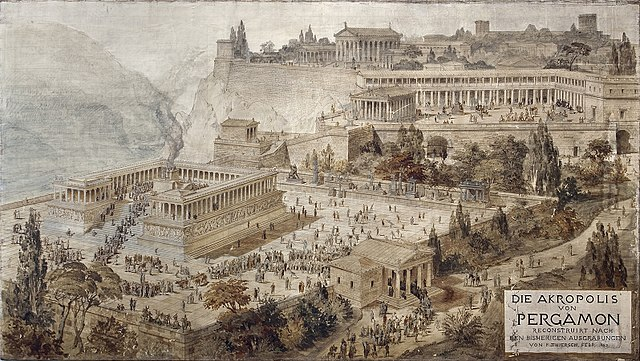 DIE AKROPOLIS
VON
PERGAMON
RECONSTRUIRT NACH
DEN BISHERIGEN AUSGRABUNGEN
VON F. THIERSCH,